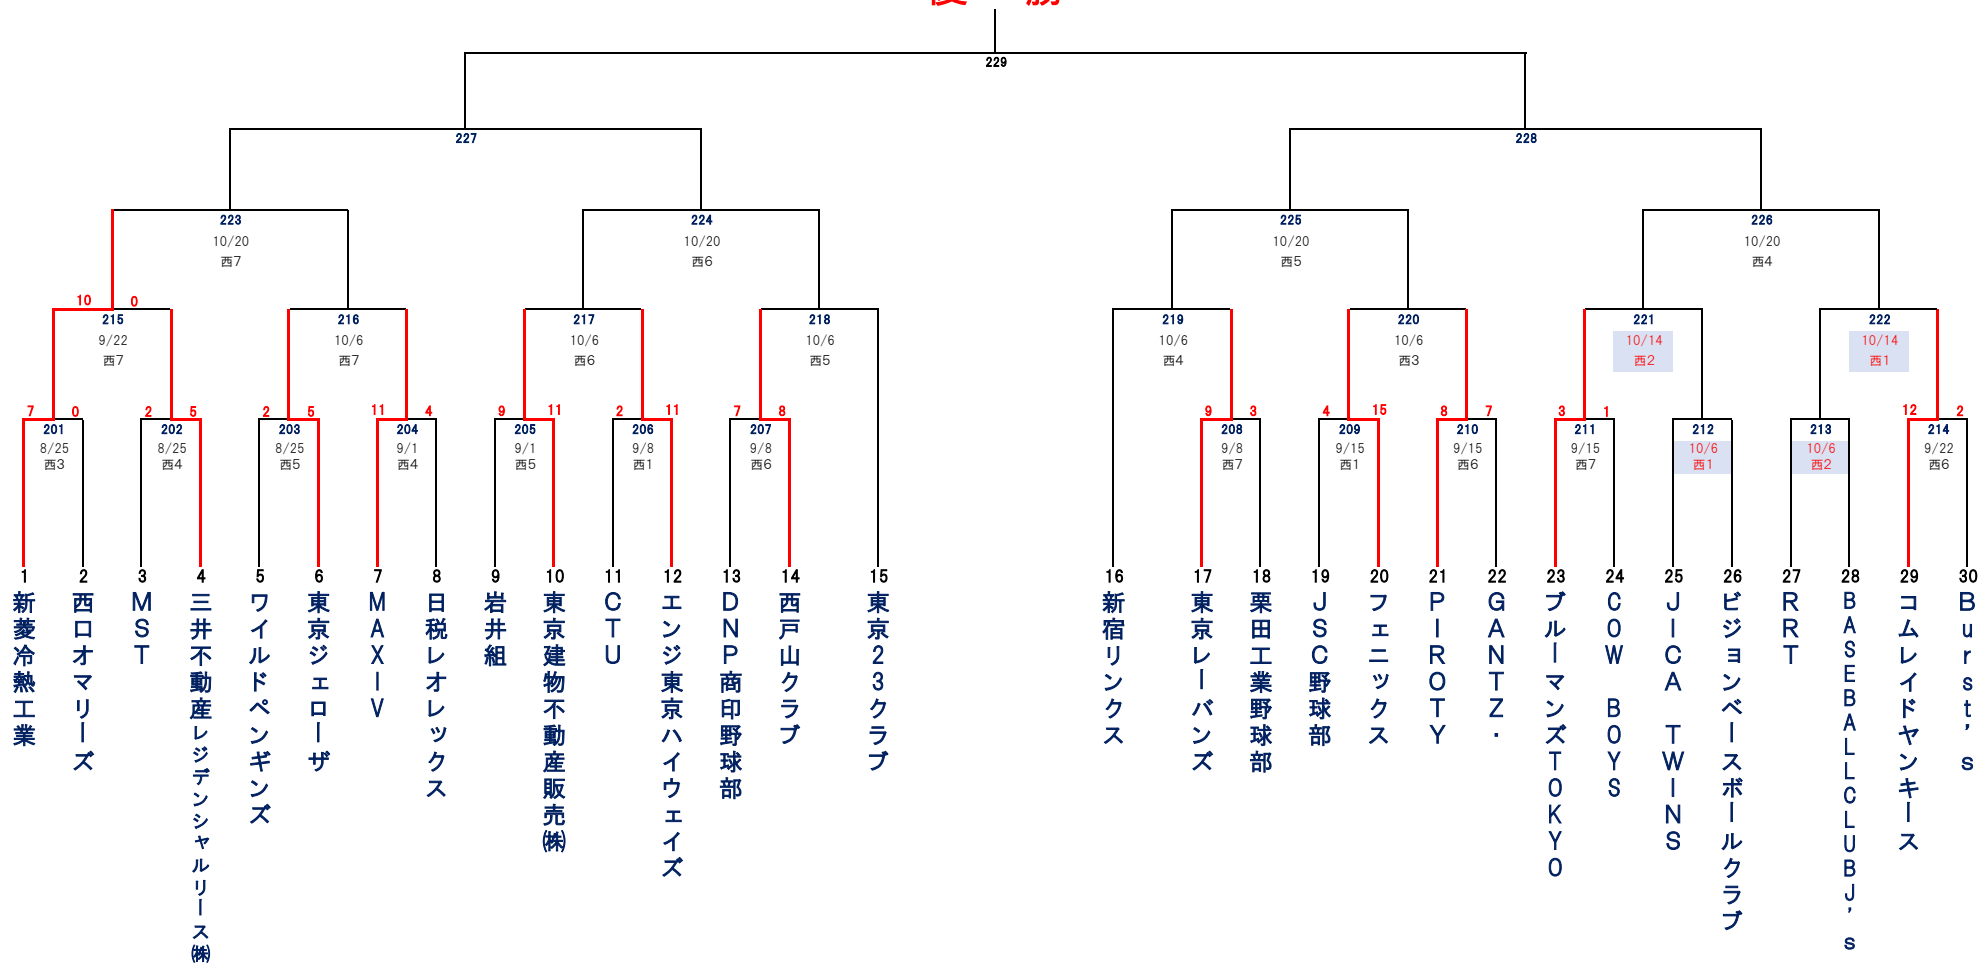 優 勝
229
227 228
223 224 225 226
10/20 10/20 10/20 10/20
西7 西6 西5 西4
10 0
215 216 217 218 219 220 221 222
9/22 10/6 10/6 10/6 10/6 10/6 10/14 10/14
西7 西7 西6 西5 西4 西3 西2 西1
7 0 2 5 2 5 11 4 9 11 2 11 7 8 9 3 4 15 8 7 3 1 12 2
201 202 203 204 205 206 207 208 209 210 211 212 213 214
8/25 8/25 8/25 9/1 9/1 9/8 9/8 9/8 9/15 9/15 9/15 10/6 10/6 9/22
西3 西4 西5 西4 西5 西1 西6 西7 西1 西6 西7 西1 西2 西6
1 2 3 4 5 6 7 8 9 10 11 12 13 14 15 16 17 18 19 20 21 22 23 24 25 26 27 28 29 30
新菱冷熱工業
西口オマリーズ
MST
三井不動産レジデンシャルリース㈱
ワイルドペンギンズ
東京ジェローザ
MAXIV
日税レオレックス
岩井組
東京建物不動産販売㈱
CTU
エンジ東京ハイウェイズ
DNP商印野球部
西戸山クラブ
東京23クラブ
新宿リンクス
東京レーバンズ
栗田工業野球部
JSC野球部
フェニックス
PIROTY
GANTZ・
ブルーマンズTOKYO
COW BOYS
JICA TWINS
ビジョンベースボールクラブ
RRT
BASEBALLCLUBJ's
コムレイドヤンキース
Burst's